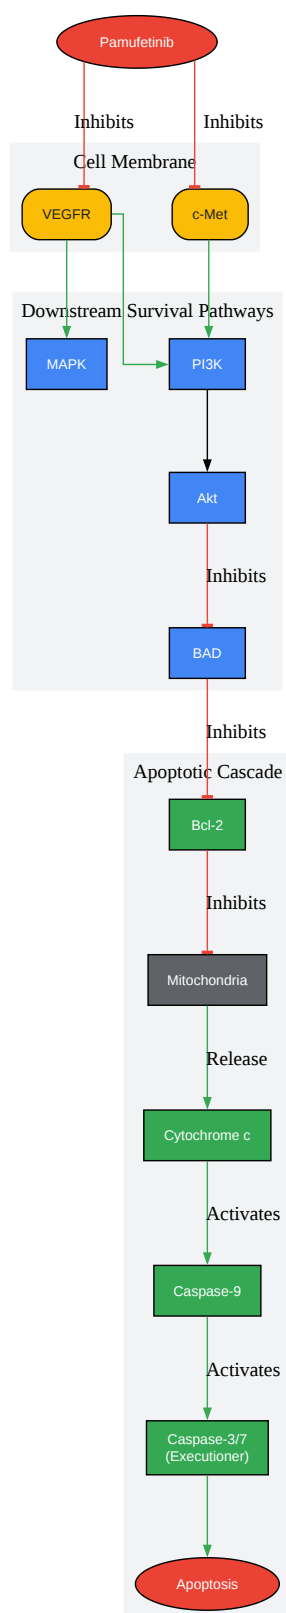 Pamufetinib
Inhibits
Inhibits
Cell Membrane
VEGFR
c-Met
Downstream Survival Pathways
MAPK
PI3K
Akt
Inhibits
BAD
Inhibits
Apoptotic Cascade
Bcl-2
Inhibits
Mitochondria
Release
Cytochrome c
Activates
Caspase-9
Activates
Caspase-3/7
(Executioner)
Apoptosis